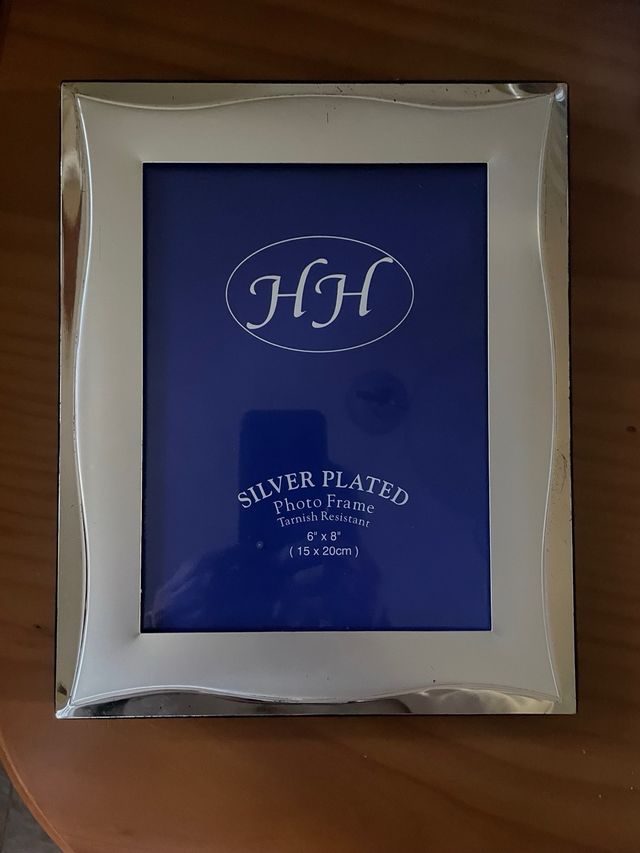 HH
SILVER PLATED
Photo Frame
Tarnish Resistant
6" x 8"
( 15 x 20cm )